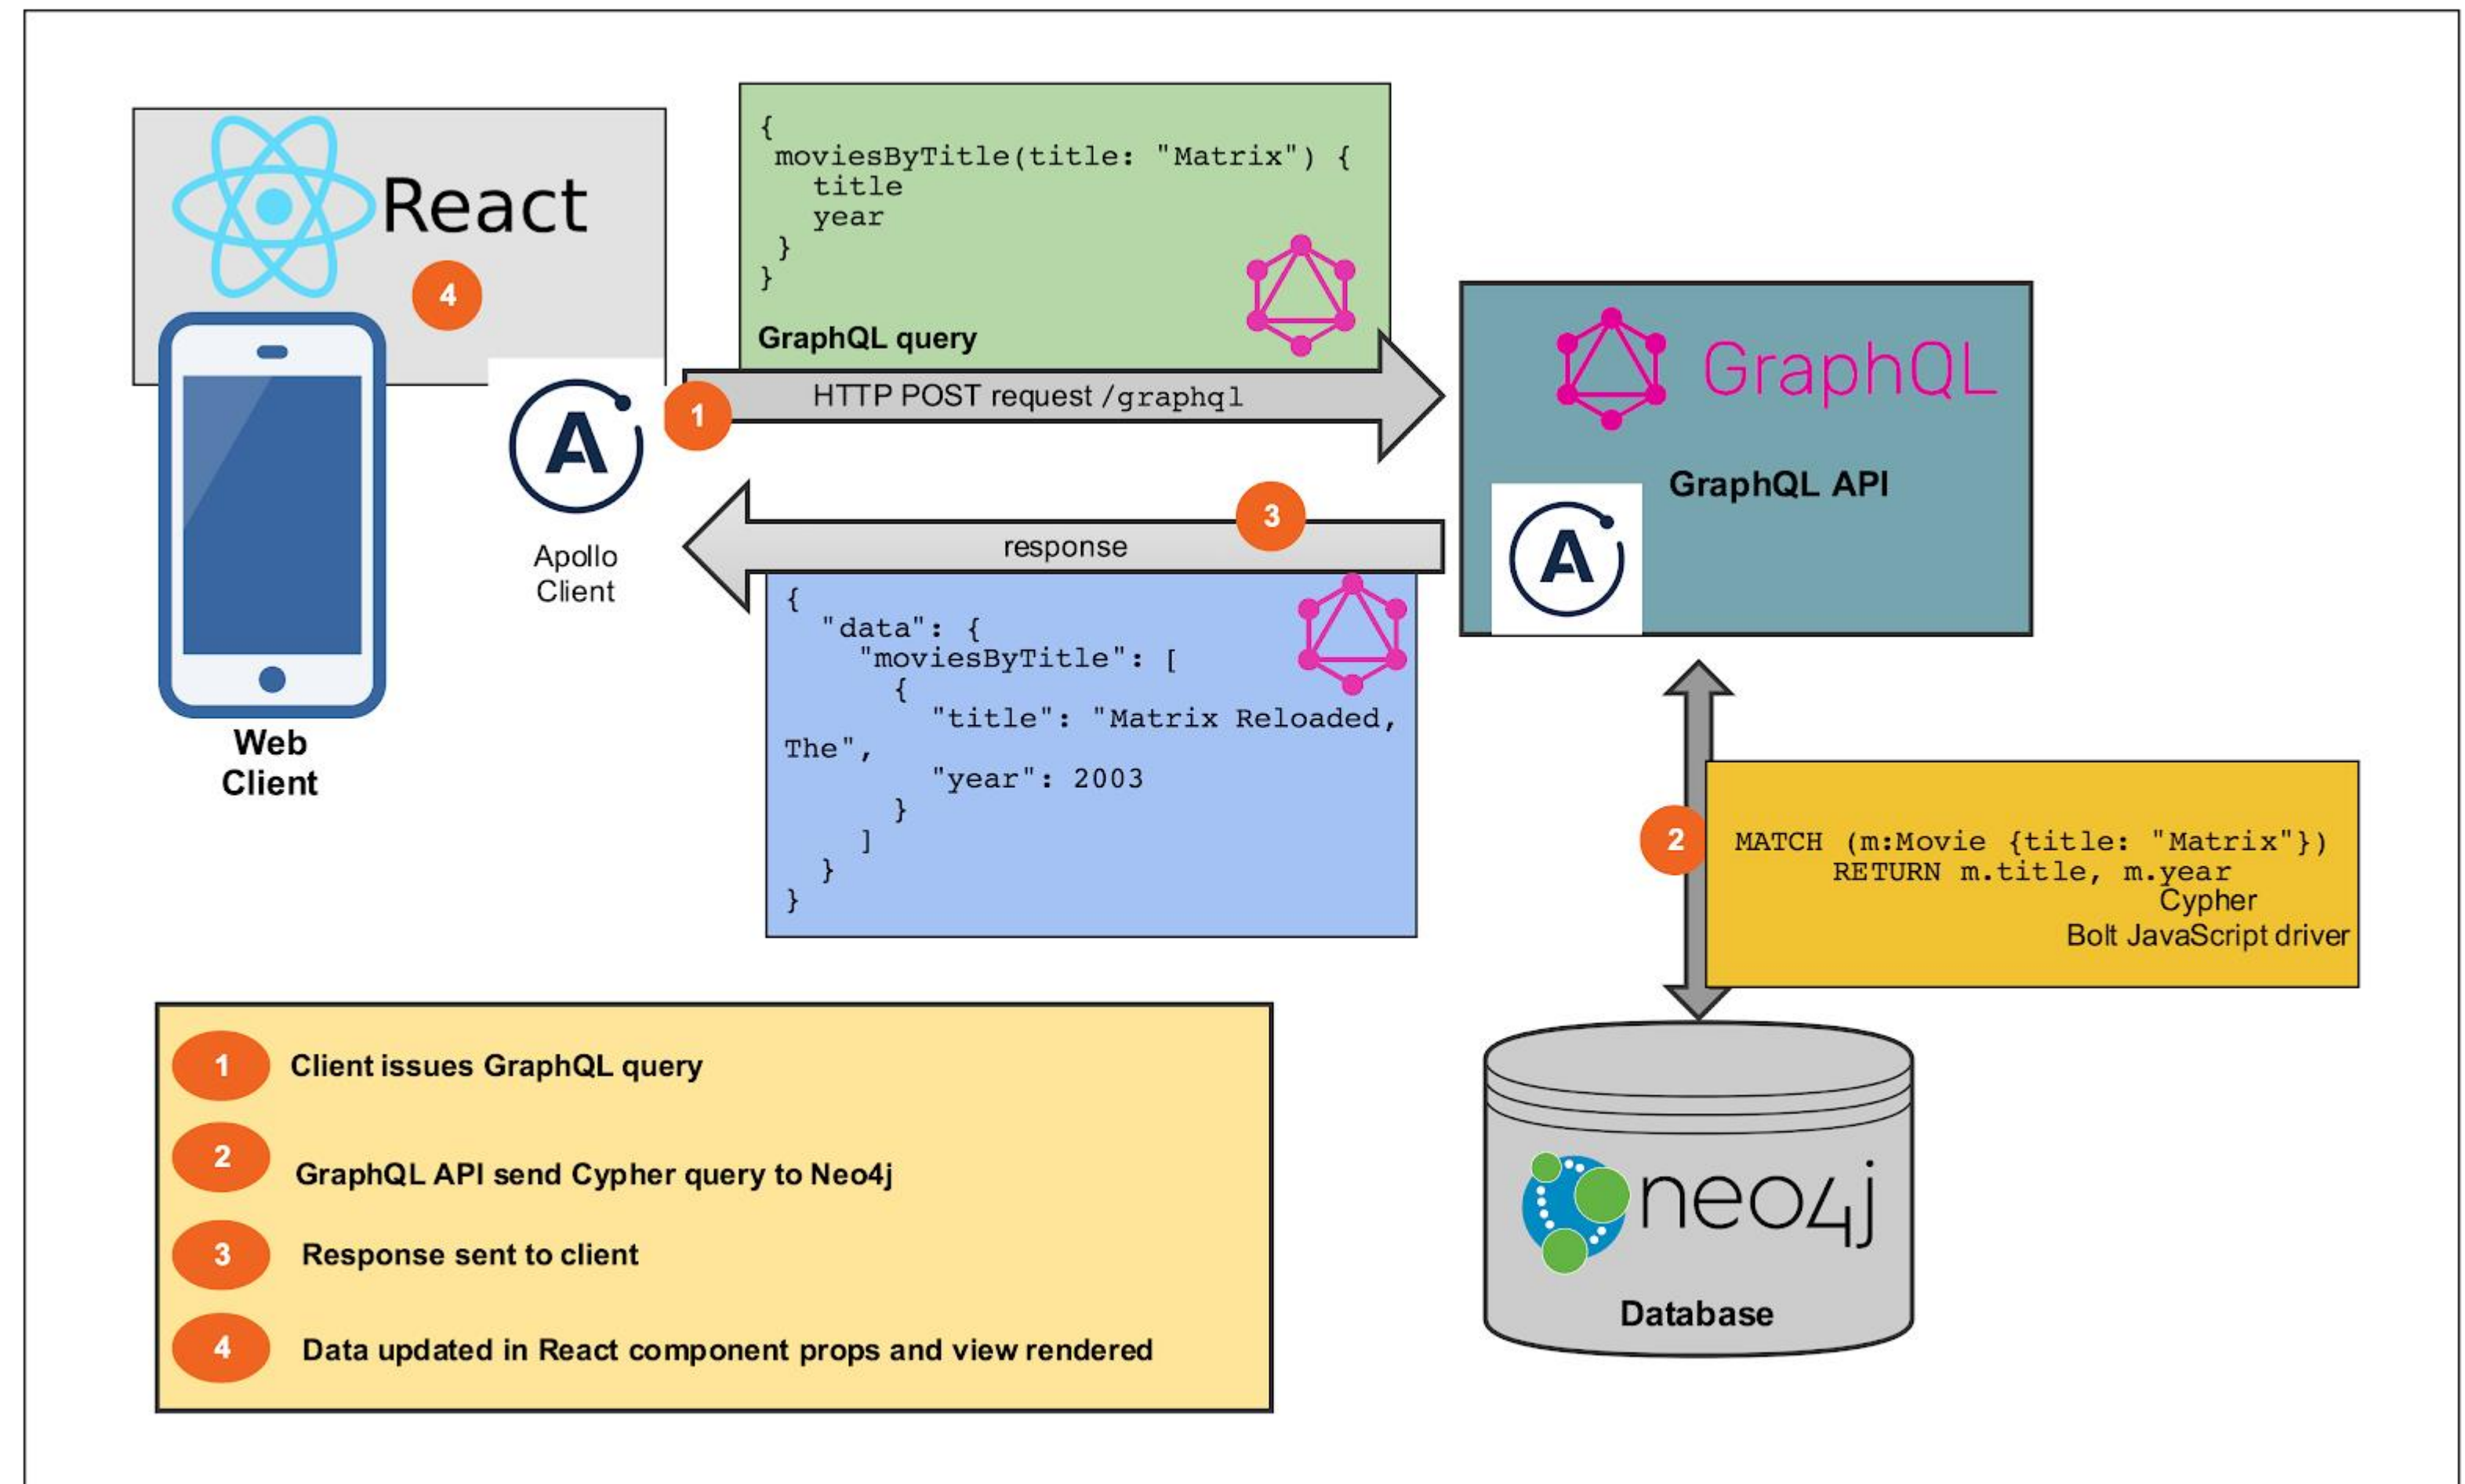 React
4
Web
Client
A
Apollo
Client
{
moviesByTitle(title: "Matrix") {
title
year
}
}
GraphQL query
1
HTTP POST request /graphql
3
response
{
"data": {
"moviesByTitle": [
{
"title": "Matrix Reloaded,
The",
"year": 2003
}
]
}
}
GraphQL
GraphQL API
A
2
MATCH (m:Movie {title: "Matrix"})
RETURN m.title, m.year
Cypher
Bolt JavaScript driver
neo4j
Database
1 Client issues GraphQL query
2 GraphQL API send Cypher query to Neo4j
3 Response sent to client
4 Data updated in React component props and view rendered